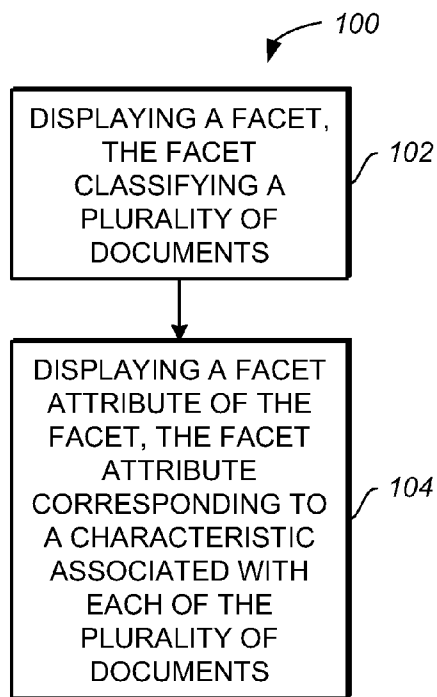 100
DISPLAYING A FACET,
THE FACET
CLASSIFYING A
PLURALITY OF
DOCUMENTS
102
DISPLAYING A FACET
ATTRIBUTE OF THE
FACET, THE FACET
ATTRIBUTE
CORRESPONDING TO
A CHARACTERISTIC
ASSOCIATED WITH
EACH OF THE
PLURALITY OF
DOCUMENTS
104